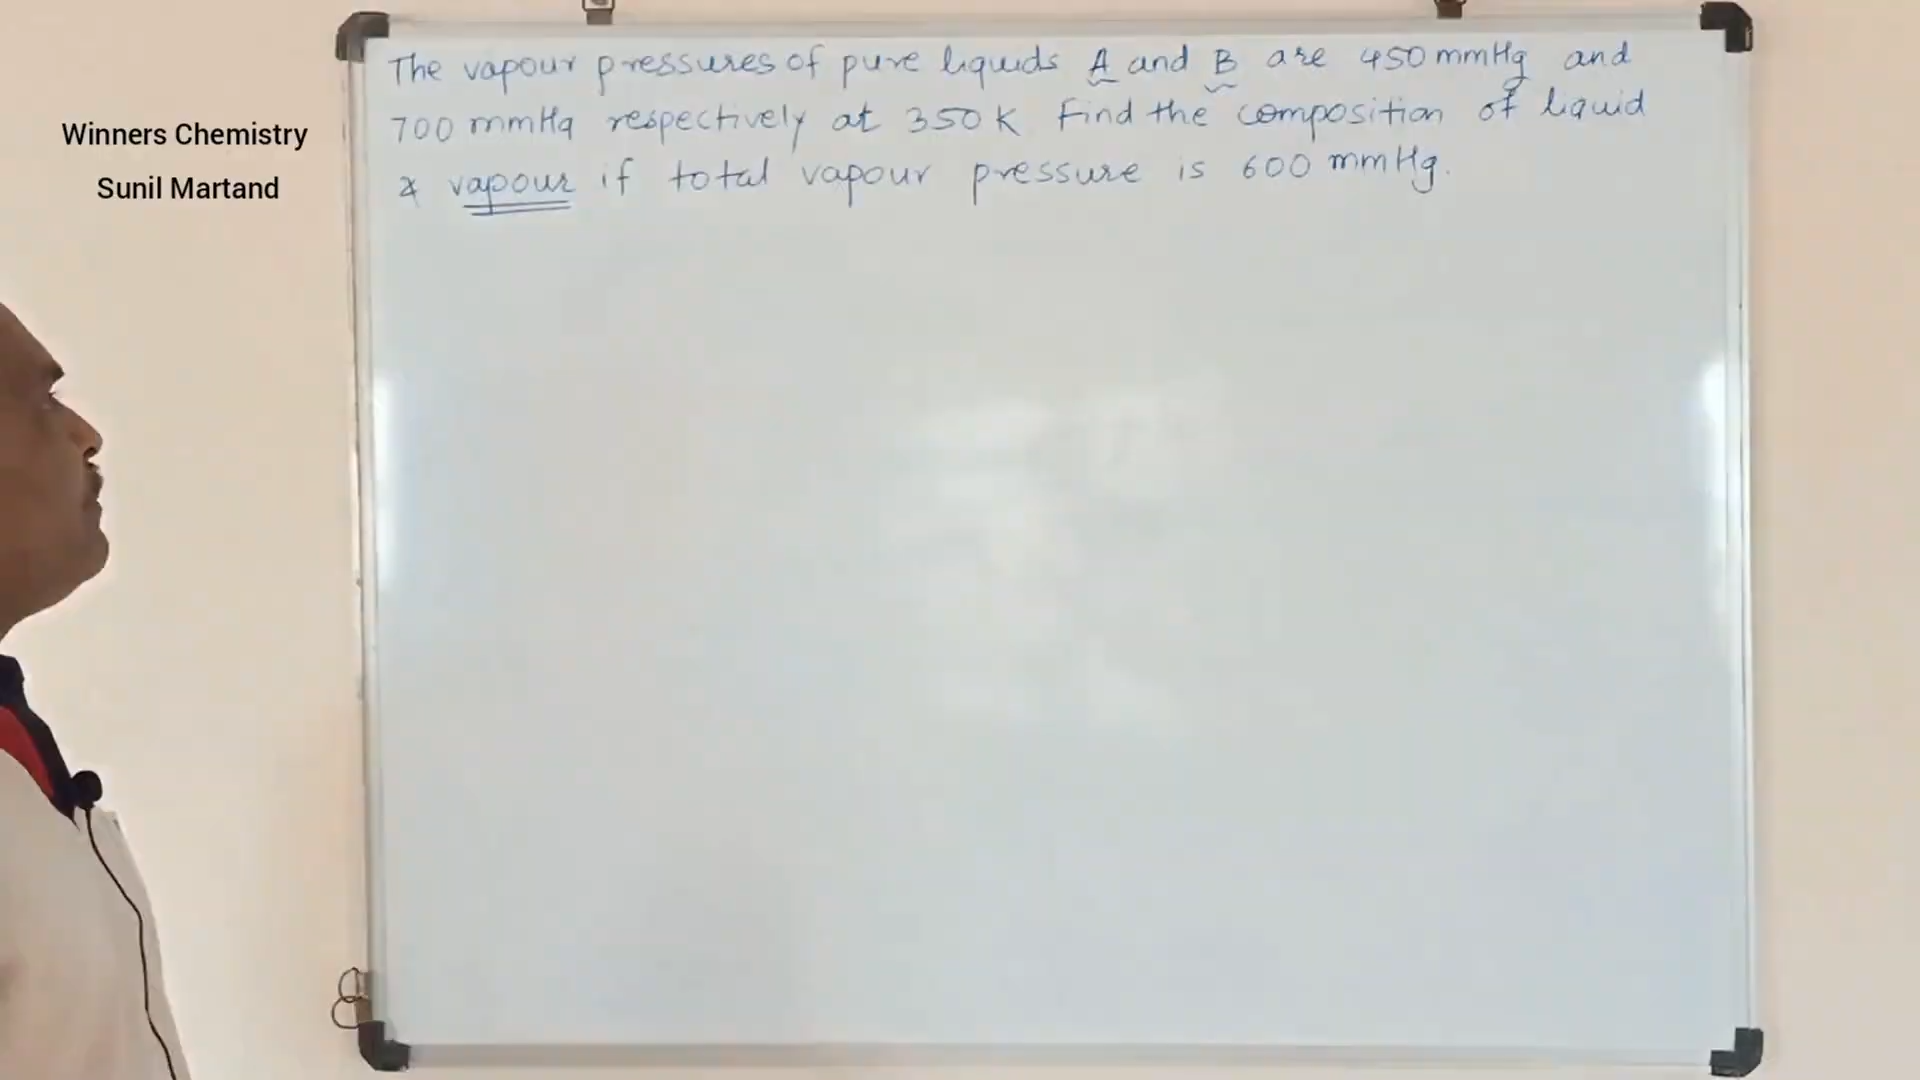 Winners Chemistry
Sunil Martand
The vapour pressures of pure liquids A and B are 450 mmHg and
700 mmHg respectively at 350 K Find the composition of liquid
& vapour if total vapour pressure is 600 mmHg.